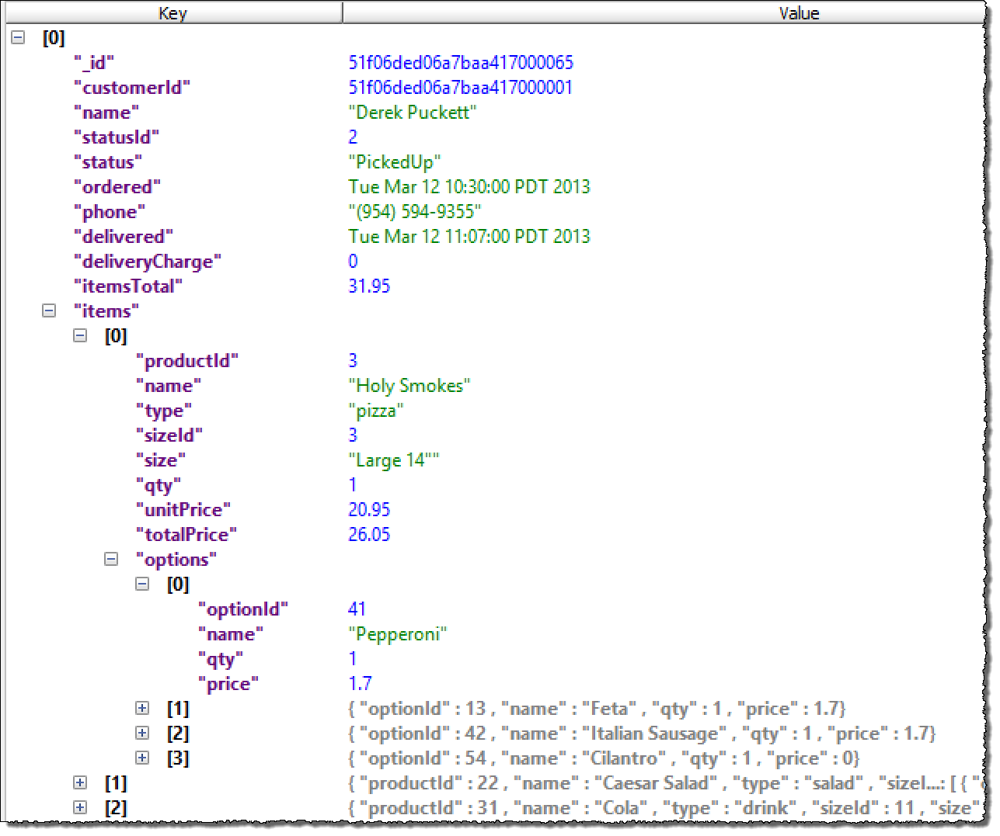 Key Value
[0]
"_id" 51f06ded06a7baa417000065
"customerId" 51f06ded06a7baa417000001
"name" "Derek Puckett"
"statusId" 2
"status" "PickedUp"
"ordered" Tue Mar 12 10:30:00 PDT 2013
"phone" "(954) 594-9355"
"delivered" Tue Mar 12 11:07:00 PDT 2013
"deliveryCharge" 0
"itemsTotal" 31.95
"items"
[0]
"productId" 3
"name" "Holy Smokes"
"type" "pizza"
"sizeId" 3
"size" "Large 14""
"qty" 1
"unitPrice" 20.95
"totalPrice" 26.05
"options"
[0]
"optionId" 41
"name" "Pepperoni"
"qty" 1
"price" 1.7
[1] { "optionId" : 13 , "name" : "Feta" , "qty" : 1 , "price" : 1.7}
[2] { "optionId" : 42 , "name" : "Italian Sausage" , "qty" : 1 , "price" : 1.7}
[3] { "optionId" : 54 , "name" : "Cilantro" , "qty" : 1 , "price" : 0}
[1] { "productId" : 22 , "name" : "Caesar Salad" , "type" : "salad" , "sizeI...: [ { "
[2] { "productId" : 31 , "name" : "Cola" , "type" : "drink" , "sizeId" : 11 , "size"